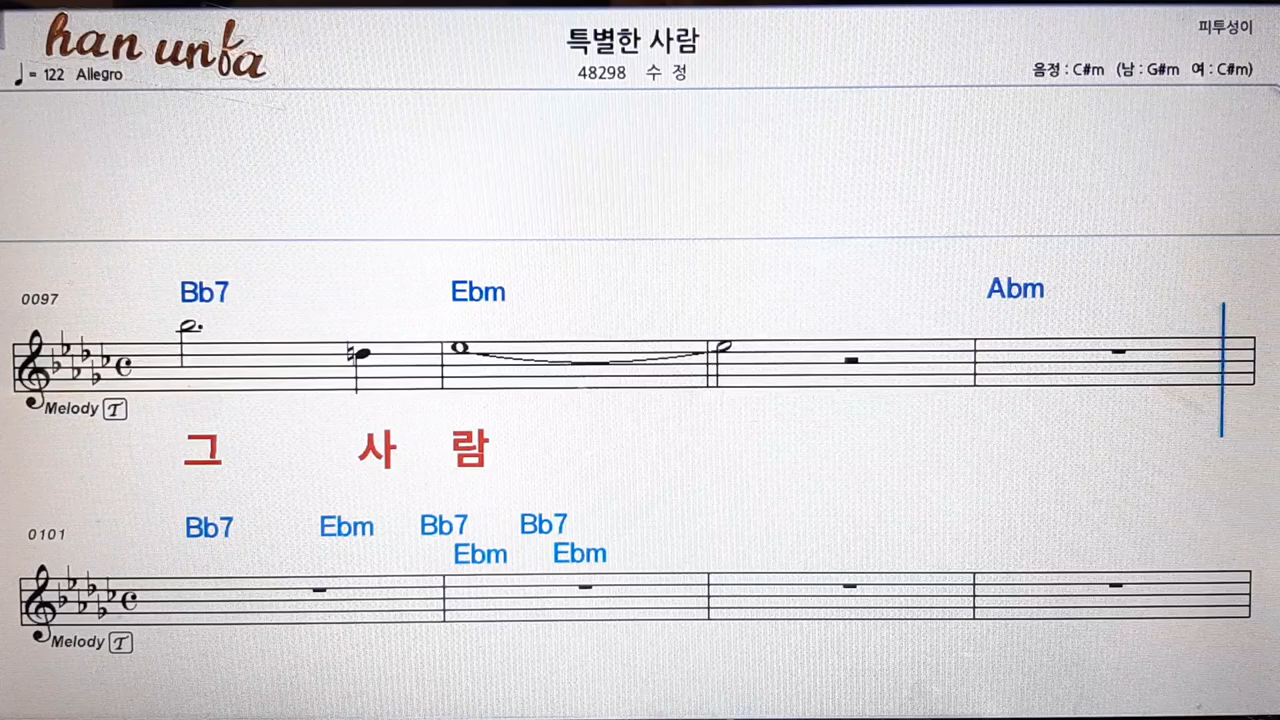 han unfa
특별한 사람
피투성이
♩= 122 Allegro
48298 수 정
음정 : C#m (남 : G#m 여 : C#m)
0097
Bb7 Ebm Abm
Melody T
그 사 람
0101
Bb7 Ebm Bb7 Bb7
Ebm Ebm
Melody T